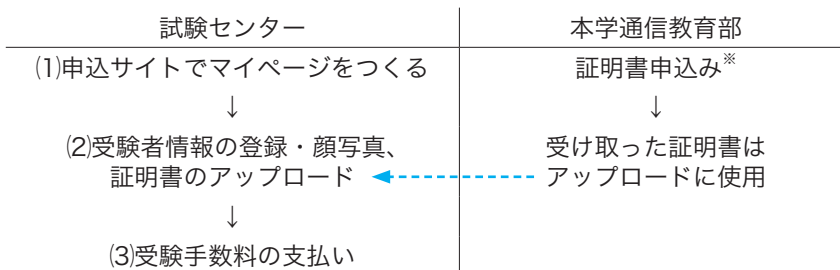 試験センター
本学通信教育部
⑴申込サイトでマイページをつくる
証明書申込み※
↓
↓
⑵受験者情報の登録・顔写真、
証明書のアップロード
受け取った証明書は
アップロードに使用
↓
⑶受験手数料の支払い